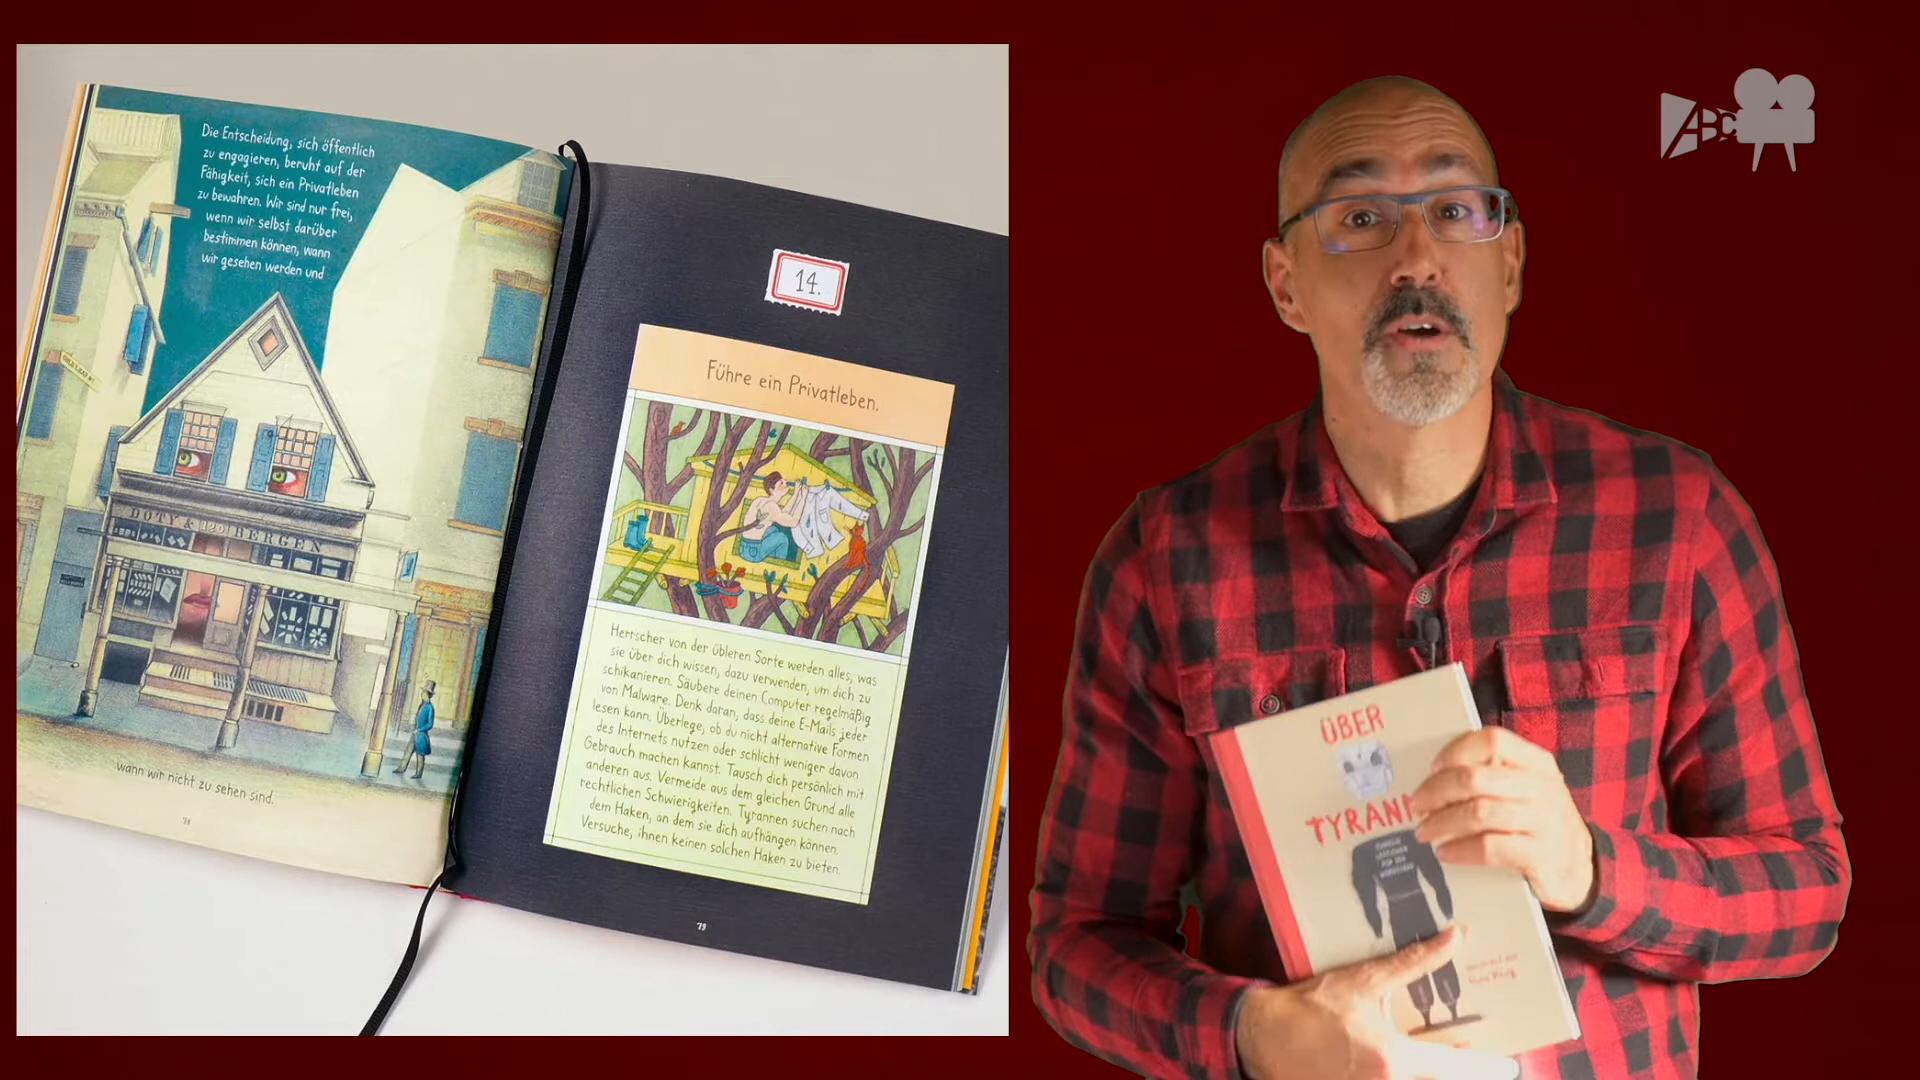 Die Entscheidung, sich öffentlich
zu engagieren, beruht auf der
Fähigkeit, sich ein Privatleben
zu bewahren. Wir sind nur frei,
wenn wir selbst darüber
bestimmen können, wann
wir gesehen werden und
DOTY & BERGEN
wann wir nicht zu sehen sind.
14.
Führe ein Privatleben.
Herrscher von der übleren Sorte werden alles, was
sie über dich wissen, dazu verwenden, um dich zu
schikanieren. Säubere deinen Computer regelmäßig
von Malware. Denk daran, dass deine E-Mails jeder
lesen kann. Überlege, ob du nicht alternative Formen
des Internets nutzen oder schlicht weniger davon
Gebrauch machen kannst. Tausch dich persönlich mit
anderen aus. Vermeide aus dem gleichen Grund alle
rechtlichen Schwierigkeiten. Tyrannen suchen nach
dem Haken, an dem sie dich aufhängen können.
Versuche, ihnen keinen solchen Haken zu bieten.
79
ABC
ÜBER
TYRANN